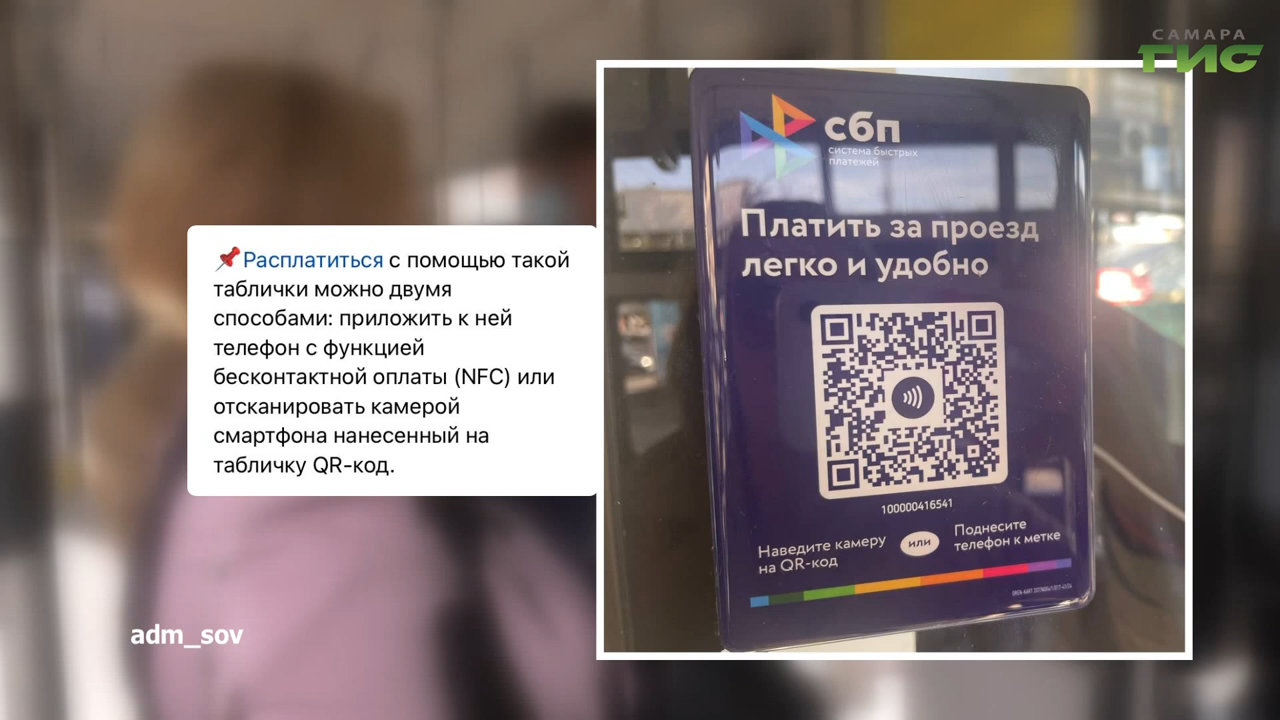 САМАРА
ГИС
📌Расплатиться с помощью такой
таблички можно двумя
способами: приложить к ней
телефон с функцией
бесконтактной оплаты (NFC) или
отсканировать камерой
смартфона нанесенный на
табличку QR-код.
adm_sov
сбп
система быстрых
платежей
Платить за проезд
легко и удобно
100000416541
Наведите камеру
на QR-код
или
Поднесите
телефон к метке